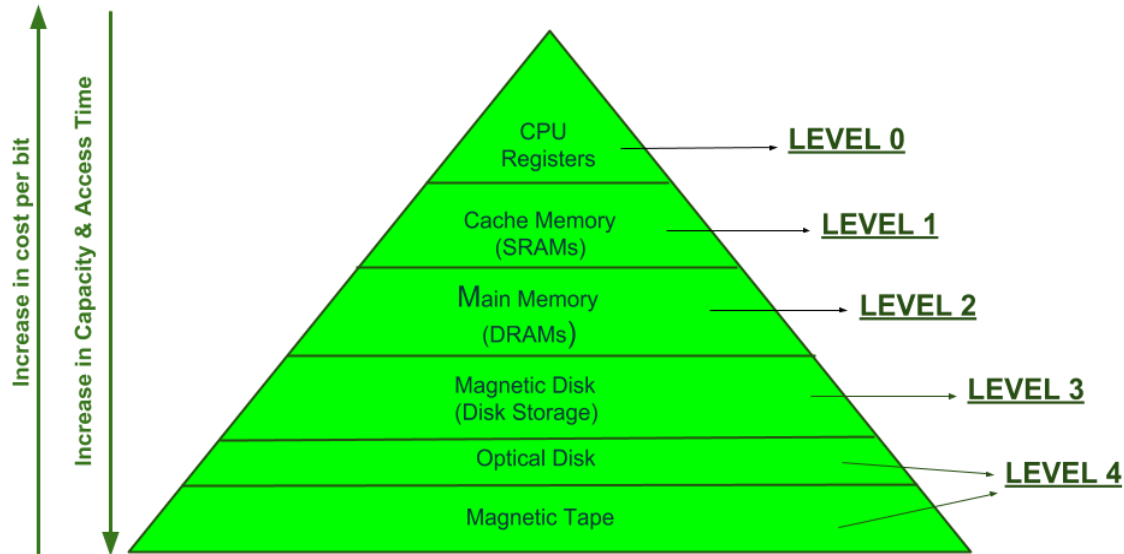 Increase in cost per bit
Increase in Capacity & Access Time
CPU
Registers
LEVEL 0
Cache Memory
(SRAMs)
LEVEL 1
Main Memory
(DRAMs)
LEVEL 2
Magnetic Disk
(Disk Storage)
LEVEL 3
Optical Disk
LEVEL 4
Magnetic Tape